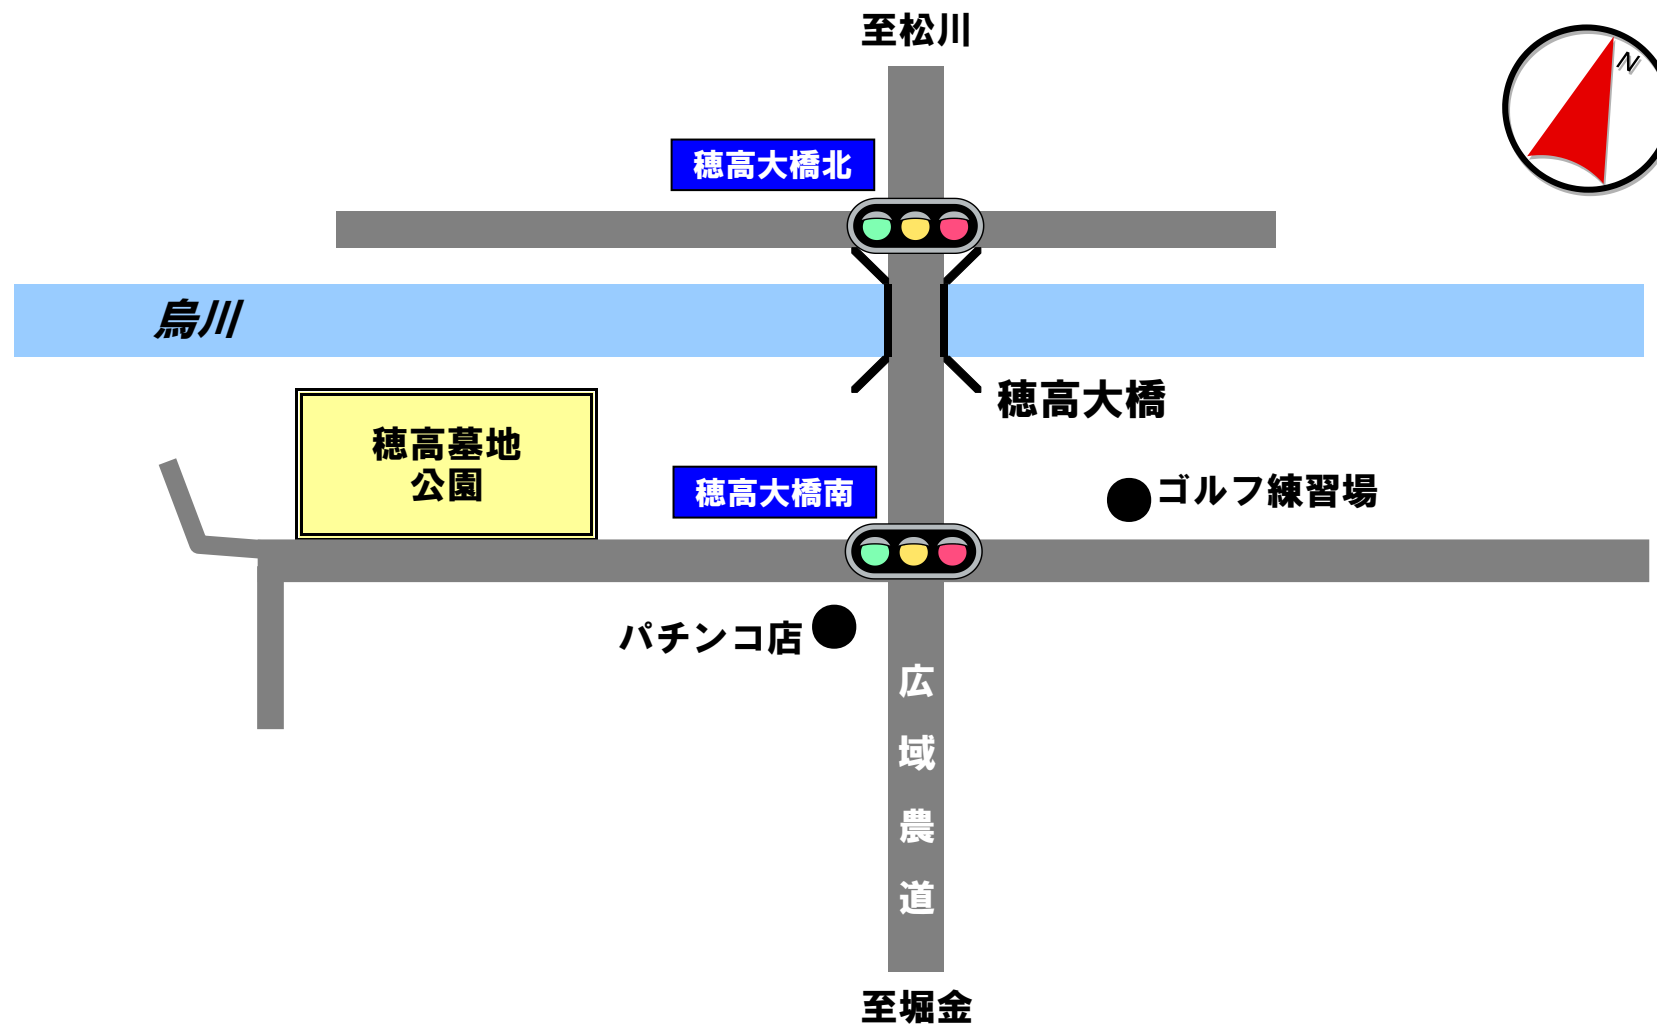 至松川
N
穂高大橋北
烏川
穂高大橋
穂高墓地
公園
穂高大橋南
ゴルフ練習場
パチンコ店
広域農道
至堀金